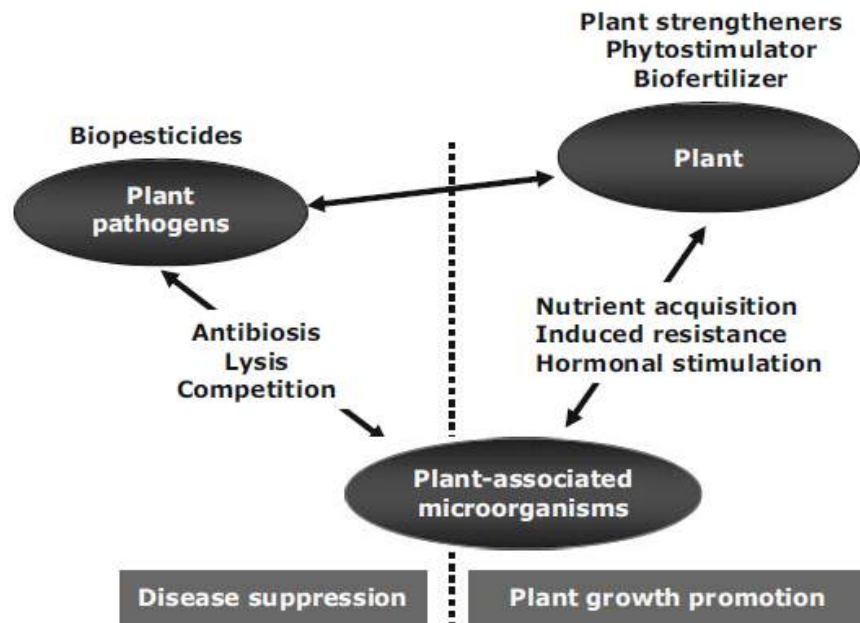 Plant strengtheners
Phytostimulator
Biofertilizer
Biopesticides
Plant
Plant
pathogens
Nutrient acquisition
Induced resistance
Hormonal stimulation
Antibiosis
Lysis
Competition
Plant-associated
microorganisms
Disease suppression
Plant growth promotion